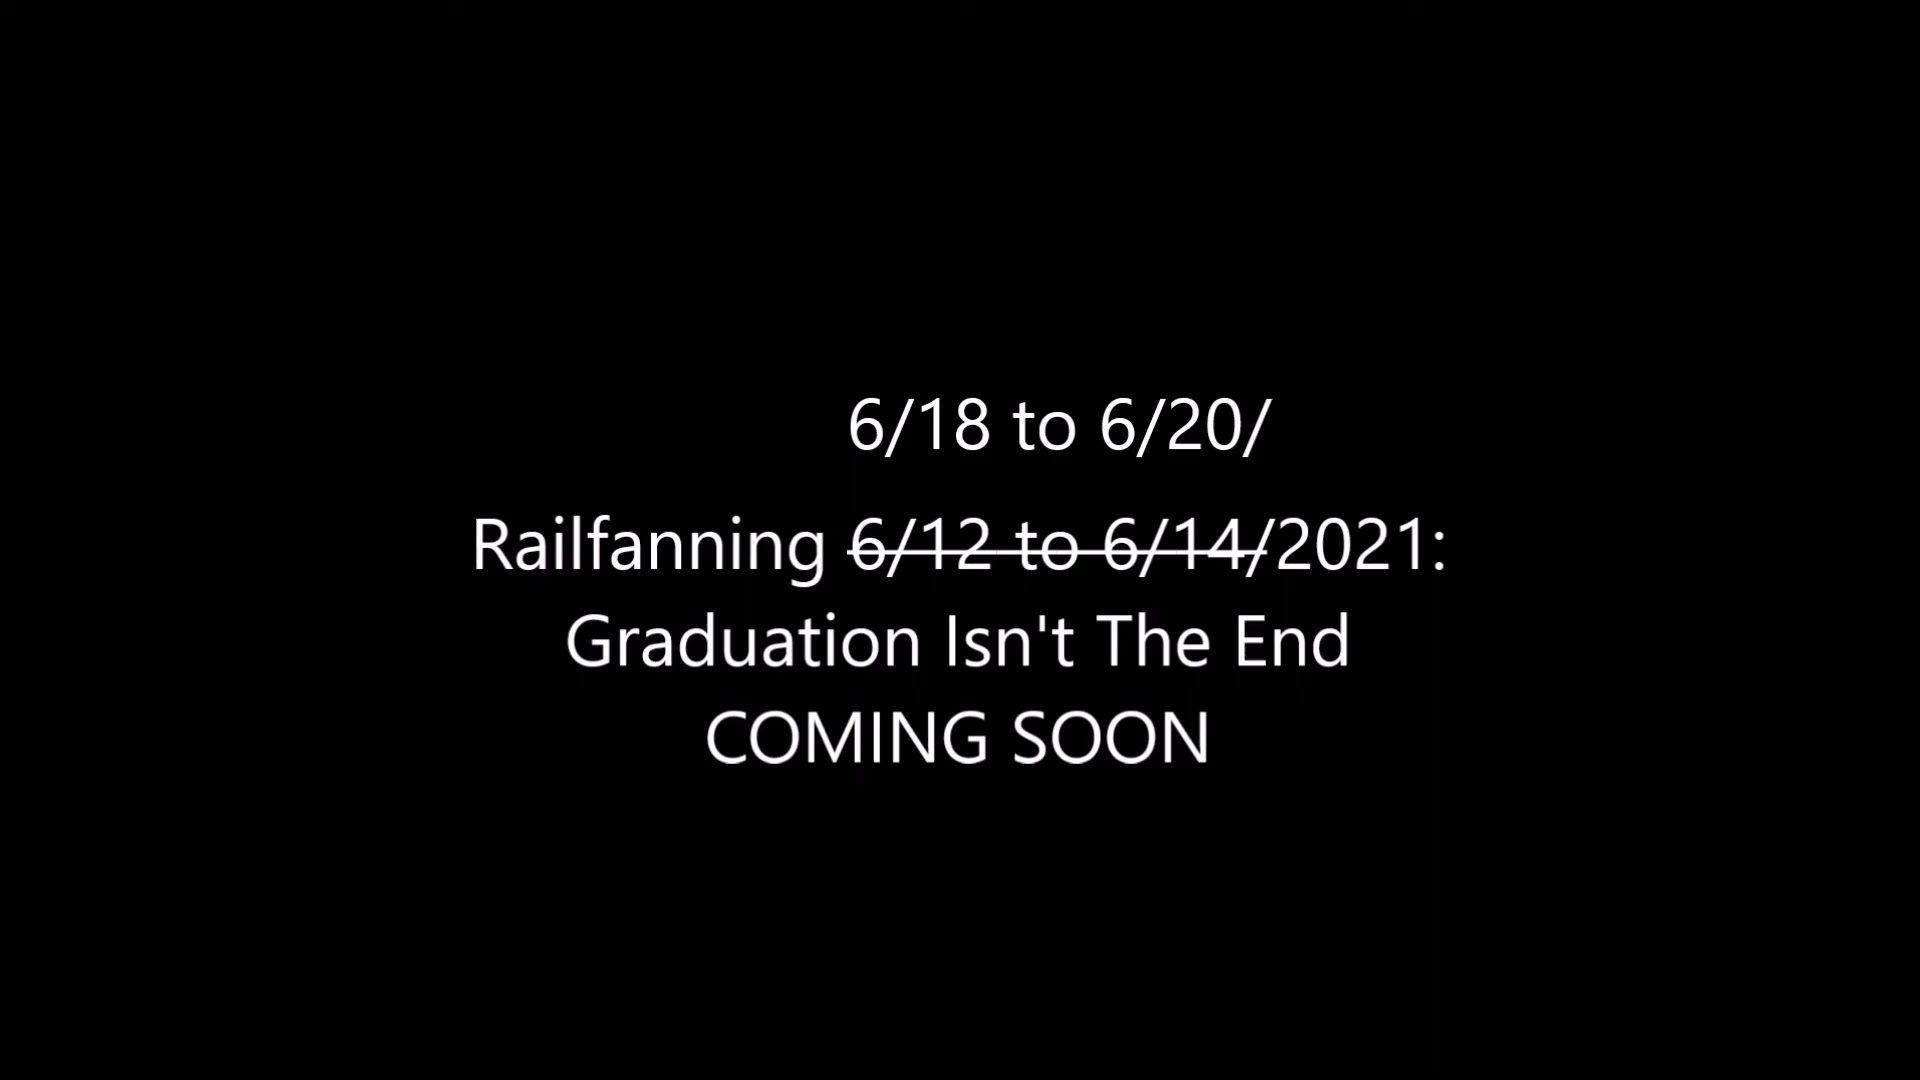 6/18 to 6/20/
Railfanning 6/12 to 6/14/2021:
Graduation Isn't The End
COMING SOON